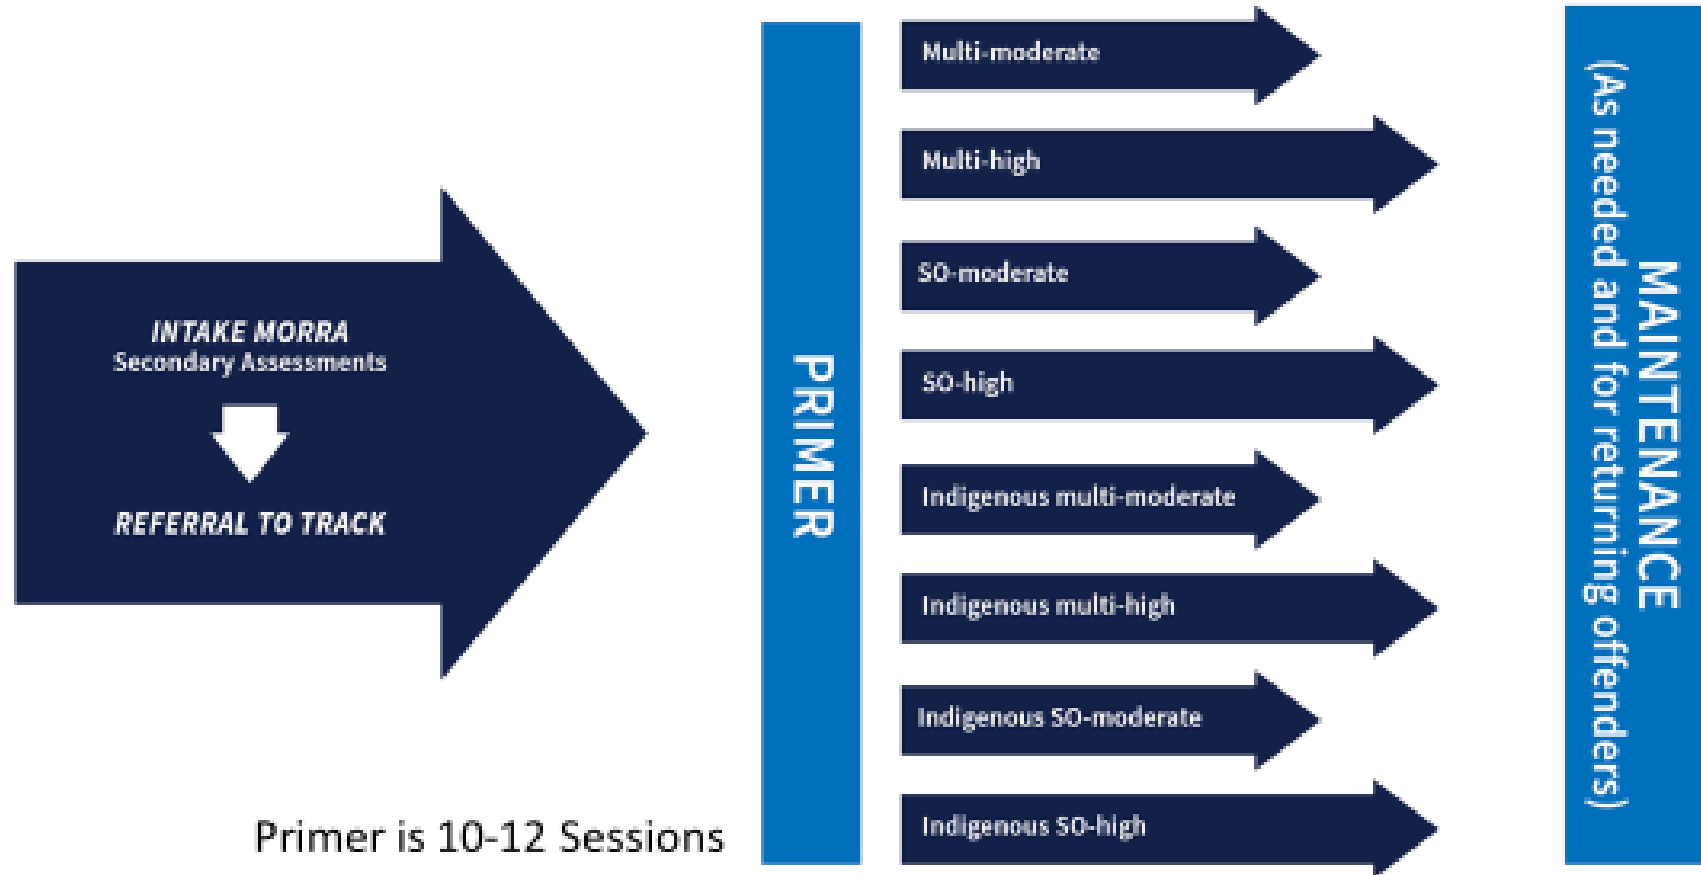 INTAKE MORRA
Secondary Assessments
REFERRAL TO TRACK
Primer is 10-12 Sessions
PRIMER
Multi-moderate
Multi-high
SO-moderate
SO-high
Indigenous multi-moderate
Indigenous multi-high
Indigenous SO-moderate
Indigenous SO-high
MAINTENANCE
(As needed and for returning offenders)